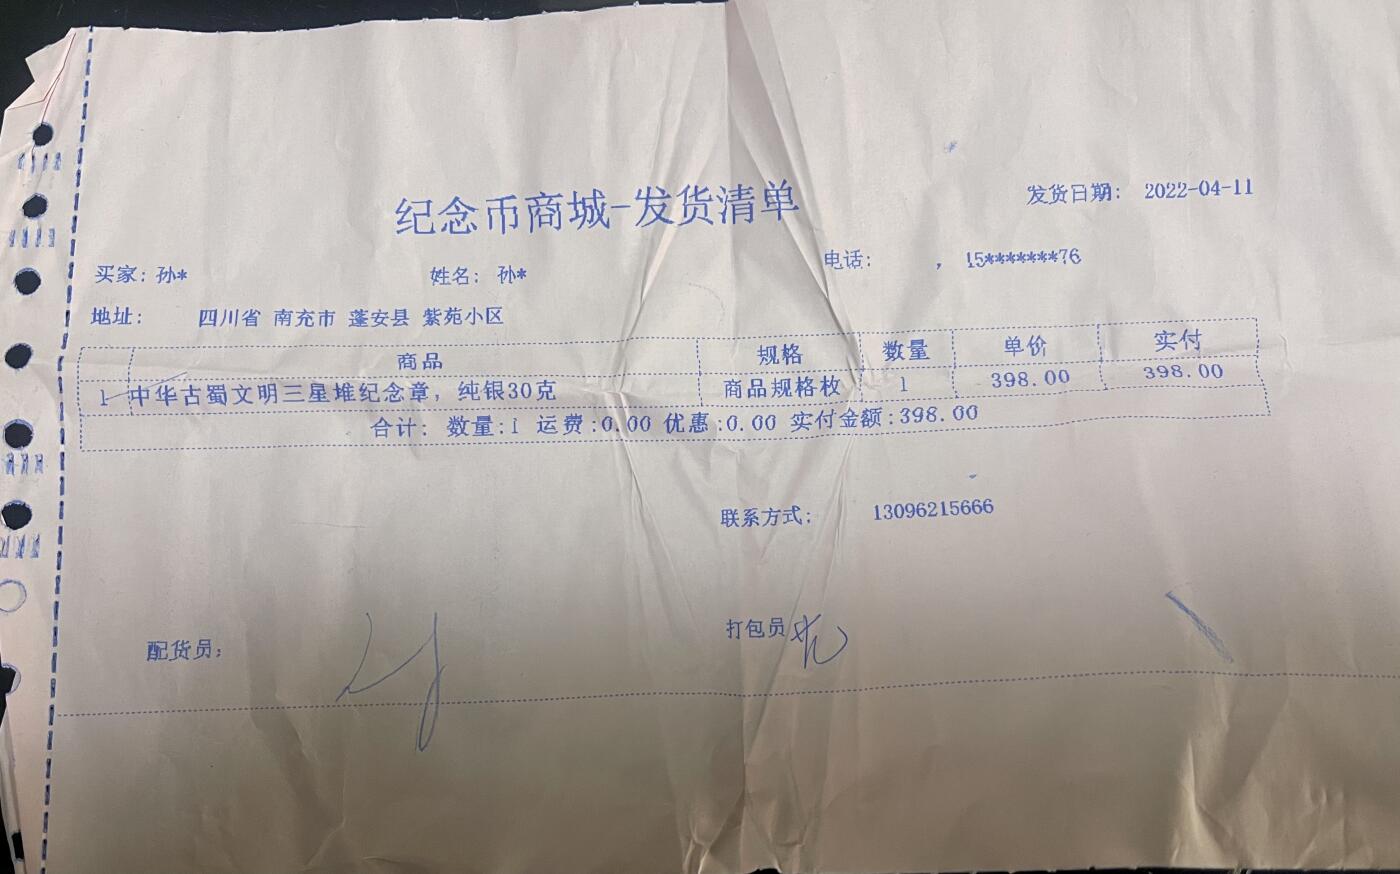 纪念币商城-发货清单
发货日期： 2022-04-11
买家：孙* 姓名：孙* 电话： ， 15*******76
地址： 四川省 南充市 蓬安县 紫苑小区
商品 规格 数量 单价 实付
1 中华古蜀文明三星堆纪念章，纯银30克 商品规格枚 1 398.00 398.00
合计：数量:1 运费:0.00 优惠:0.00 实付金额:398.00
联系方式； 13096215666
配货员； 打包员